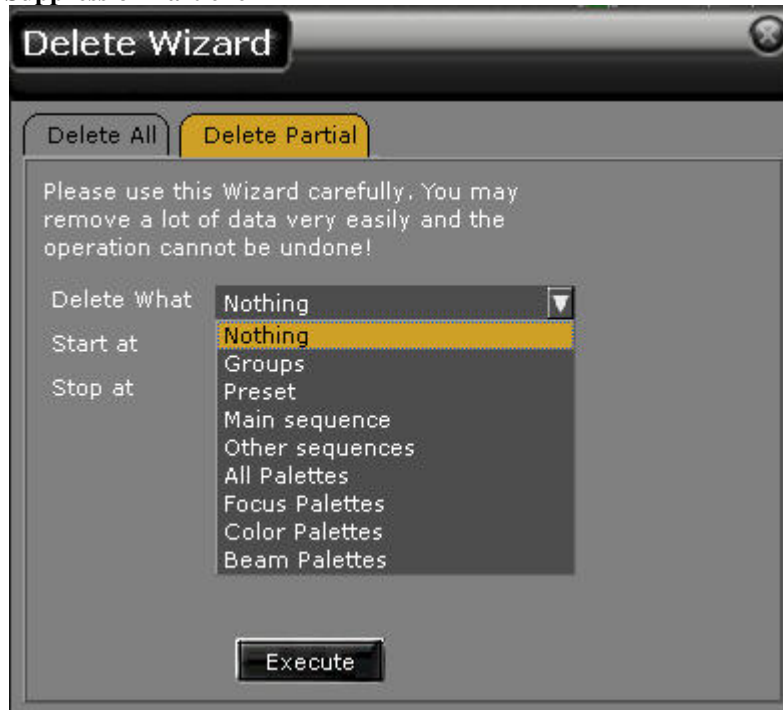 Delete Wizard
Delete All
Delete Partial
Please use this Wizard carefully. You may
remove a lot of data very easily and the
operation cannot be undone!
Delete What
Nothing
Nothing
Groups
Preset
Main sequence
Other sequences
All Palettes
Focus Palettes
Color Palettes
Beam Palettes
Start at
Stop at
Execute